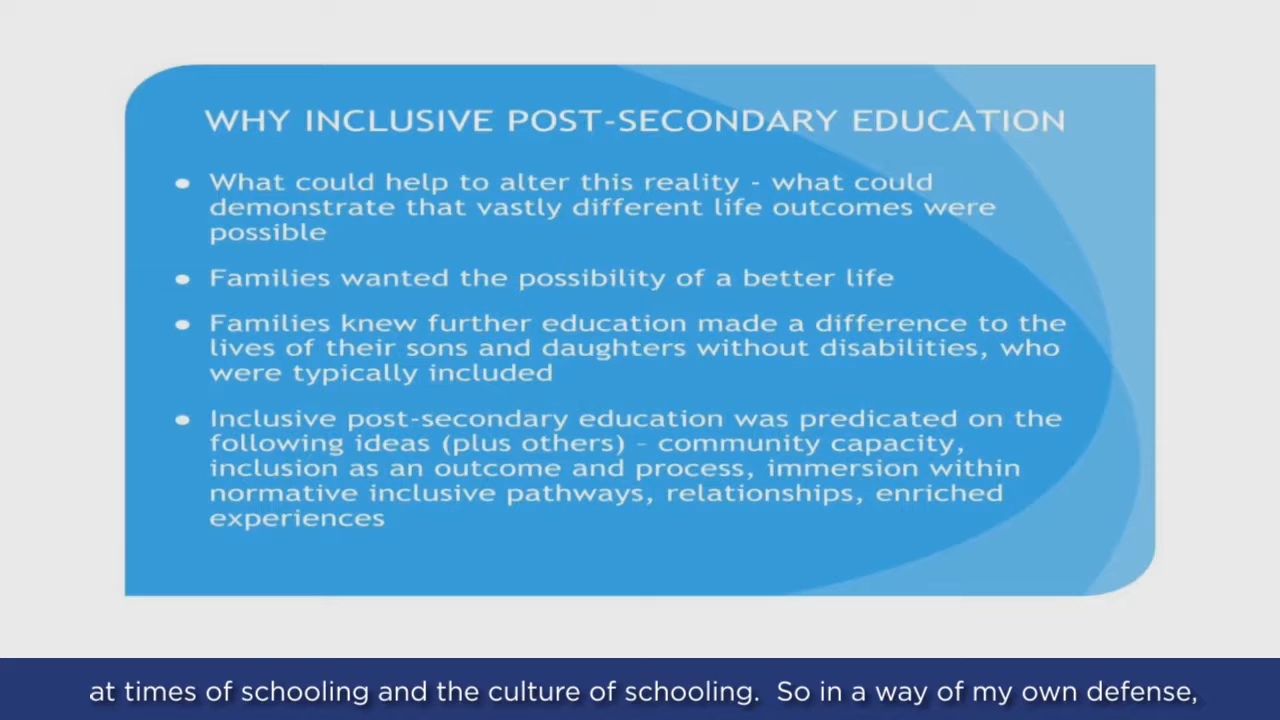 WHY INCLUSIVE POST-SECONDARY EDUCATION
• What could help to alter this reality - what could
demonstrate that vastly different life outcomes were
possible
• Families wanted the possibility of a better life
• Families knew further education made a difference to the
lives of their sons and daughters without disabilities, who
were typically included
• Inclusive post-secondary education was predicated on the
following ideas (plus others) – community capacity,
inclusion as an outcome and process, immersion within
normative inclusive pathways, relationships, enriched
experiences
at times of schooling and the culture of schooling.  So in a way of my own defense,